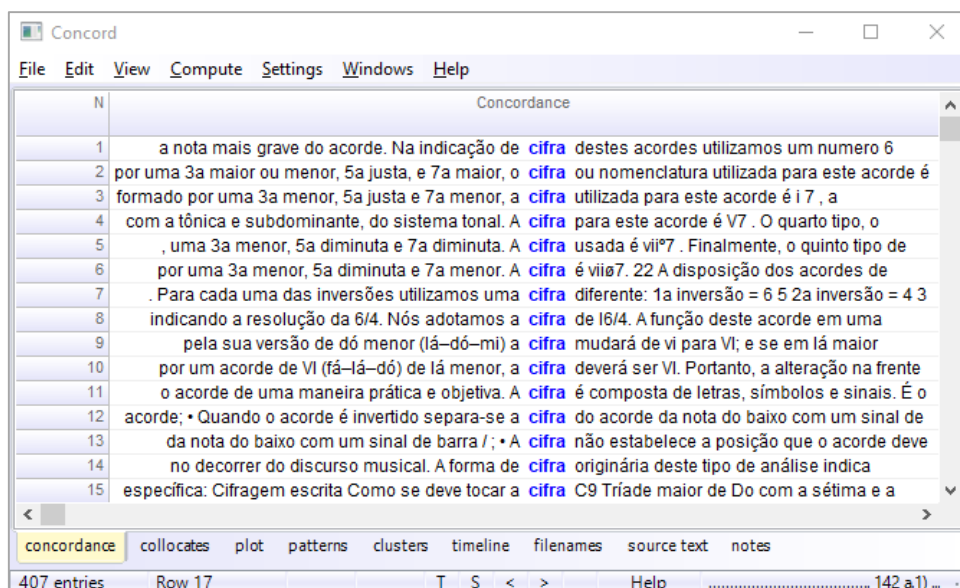 Concord
File Edit View Compute Settings Windows Help
N Concordance
1 a nota mais grave do acorde. Na indicação de cifra destes acordes utilizamos um numero 6
2 por uma 3a maior ou menor, 5a justa, e 7a maior, o cifra ou nomenclatura utilizada para este acorde é
3 formado por uma 3a menor, 5a justa e 7a menor, a cifra utilizada para este acorde é i 7 , a
4 com a tônica e subdominante, do sistema tonal. A cifra para este acorde é V7 . O quarto tipo, o
5 , uma 3a menor, 5a diminuta e 7a diminuta. A cifra usada é viiº7 . Finalmente, o quinto tipo de
6 por uma 3a menor, 5a diminuta e 7a menor. A cifra é viiø7. 22 A disposição dos acordes de
7 . Para cada uma das inversões utilizamos uma cifra diferente: 1a inversão = 6 5 2a inversão = 4 3
8 indicando a resolução da 6/4. Nós adotamos a cifra de I6/4. A função deste acorde em uma
9 pela sua versão de dó menor (lá–dó–mi) a cifra mudará de vi para VI; e se em lá maior
10 por um acorde de VI (fá–lá–dó) de lá menor, a cifra deverá ser VI. Portanto, a alteração na frente
11 o acorde de uma maneira prática e objetiva. A cifra é composta de letras, símbolos e sinais. É o
12 acorde; • Quando o acorde é invertido separa-se a cifra do acorde da nota do baixo com um sinal de
13 da nota do baixo com um sinal de barra / ; • A cifra não estabelece a posição que o acorde deve
14 no decorrer do discurso musical. A forma de cifra originária deste tipo de análise indica
15 específica: Cifragem escrita Como se deve tocar a cifra C9 Tríade maior de Do com a sétima e a
concordance collocates plot patterns clusters timeline filenames source text notes
407 entries Row 17 T S < > Help ........................................ 142 a.1) ...